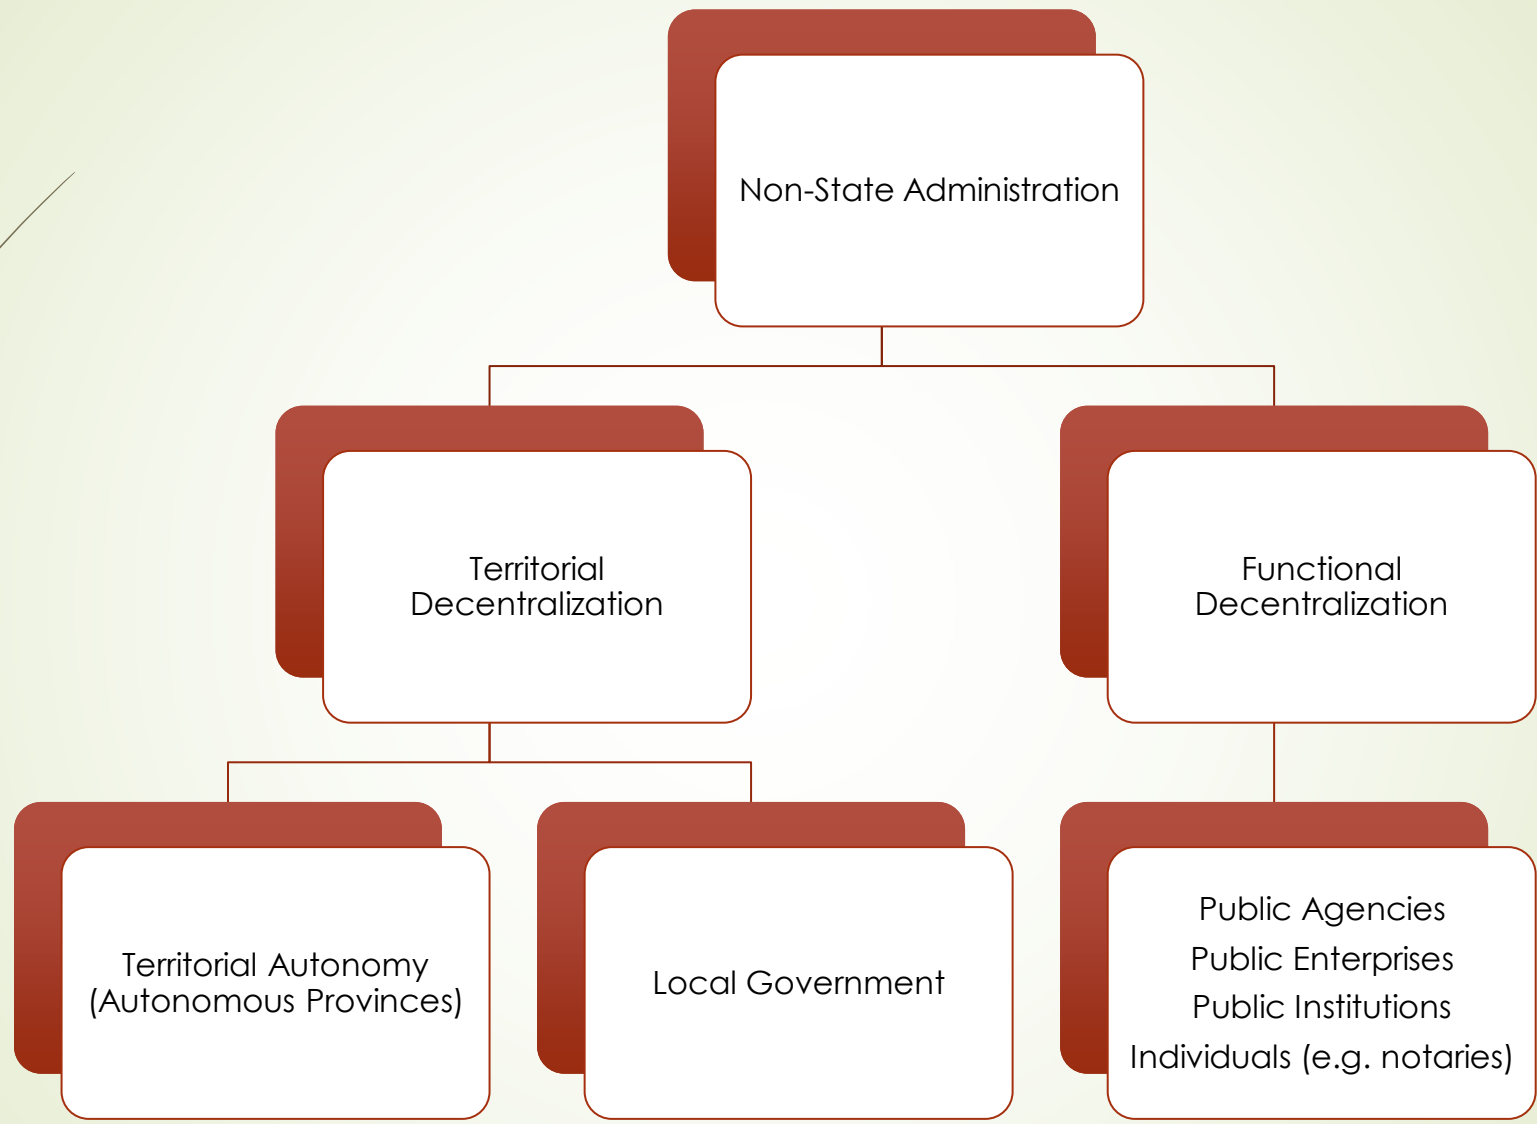 Non-State Administration
Territorial
Decentralization
Functional
Decentralization
Territorial Autonomy
(Autonomous Provinces)
Local Government
Public Agencies
Public Enterprises
Public Institutions
Individuals (e.g. notaries)